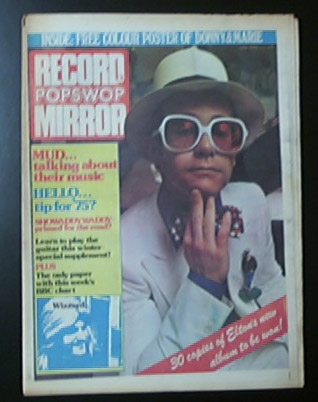 INSIDE: FREE COLOUR POSTER OF DONNY & MARIE
RECORD &
POPSWOP
MIRROR
MUD...
talking about
their music
HELLO...
tip for 75?
SHOWADDYWADDY
primed for the road?
Learn to play the
guitar this winter-
special supplement!
PLUS
The only paper
with this week's
BBC chart
Wizzard
30 copies of Elton's new
album to be won!